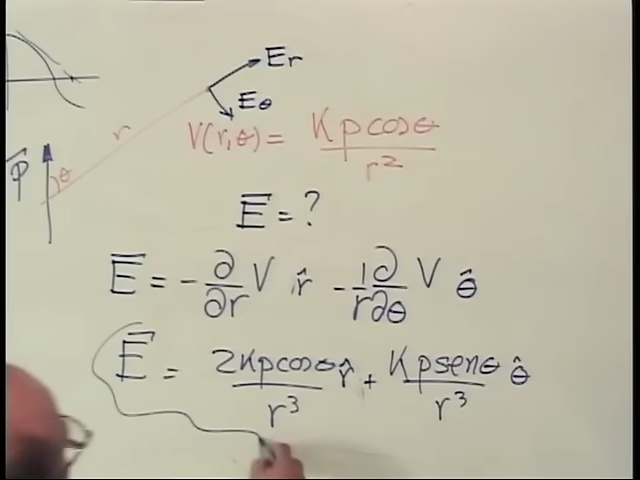 Er
Eθ
r
V(r,θ) = Kpcosθ / r²
P⃗
θ
E̅ = ?
E̅ = -∂/∂r V r̂ - 1/r ∂/∂θ V θ̂
E⃗ = 2Kpcosθ/r³ r̂ + Kpsenθ/r³ θ̂